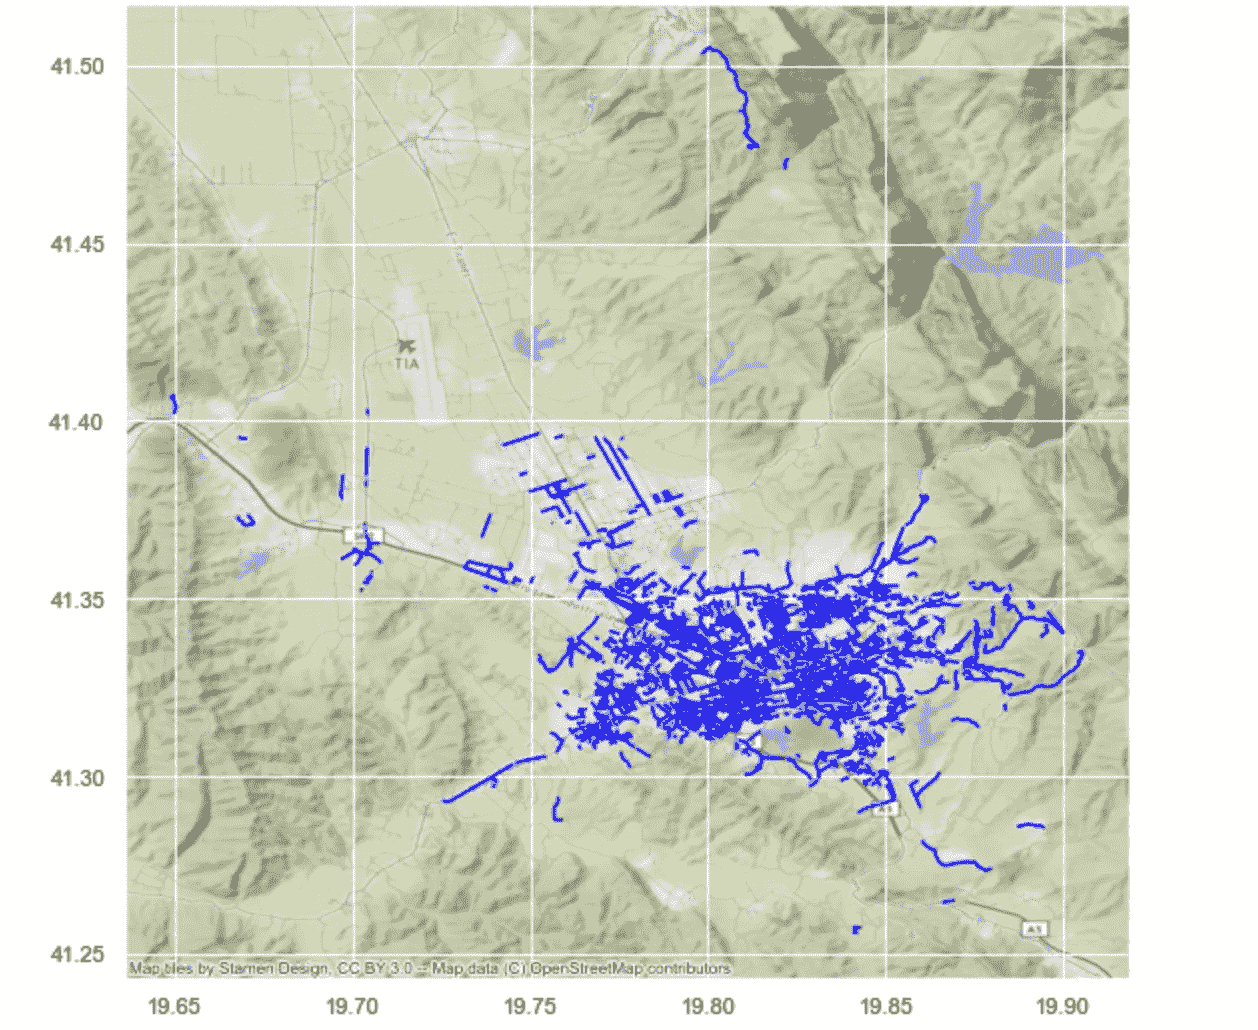 41.50
41.45
41.40
TIA
41.35
41.30
A3
A3
41.25
Map tiles by Stamen Design, CC BY 3.0 -- Map data (C) OpenStreetMap contributors
19.65 19.70 19.75 19.80 19.85 19.90